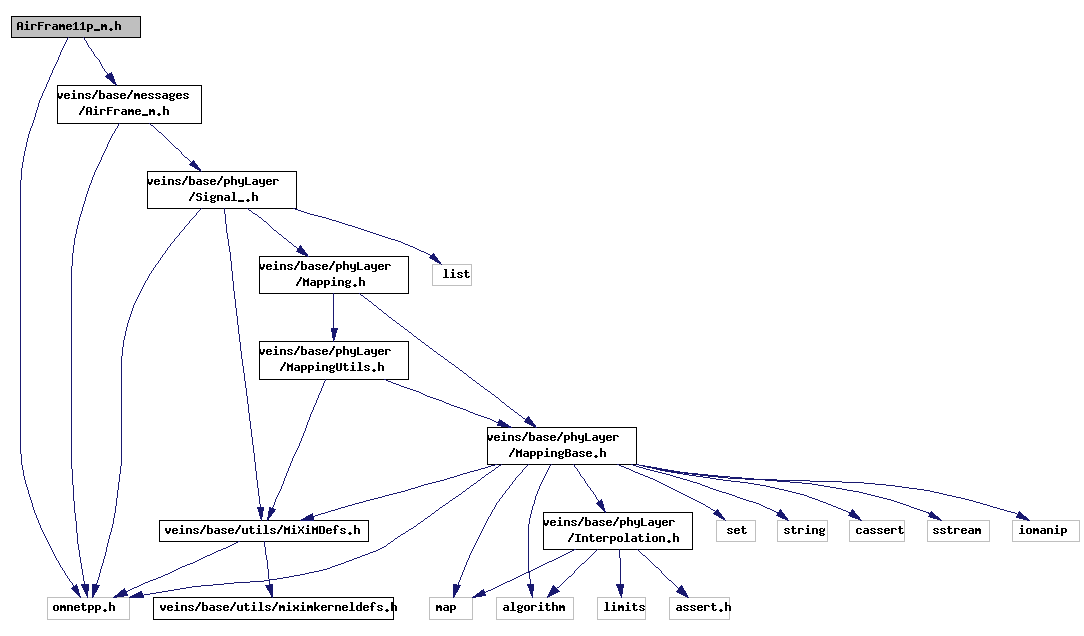 AirFrame11p_m.h
veins/base/messages
/AirFrame_m.h
veins/base/phyLayer
/Signal_.h
veins/base/phyLayer
/Mapping.h
list
veins/base/phyLayer
/MappingUtils.h
veins/base/phyLayer
/MappingBase.h
veins/base/utils/MiXiMDefs.h
veins/base/phyLayer
/Interpolation.h
set
string
cassert
sstream
iomanip
omnetpp.h
veins/base/utils/miximkerneldefs.h
map
algorithm
limits
assert.h